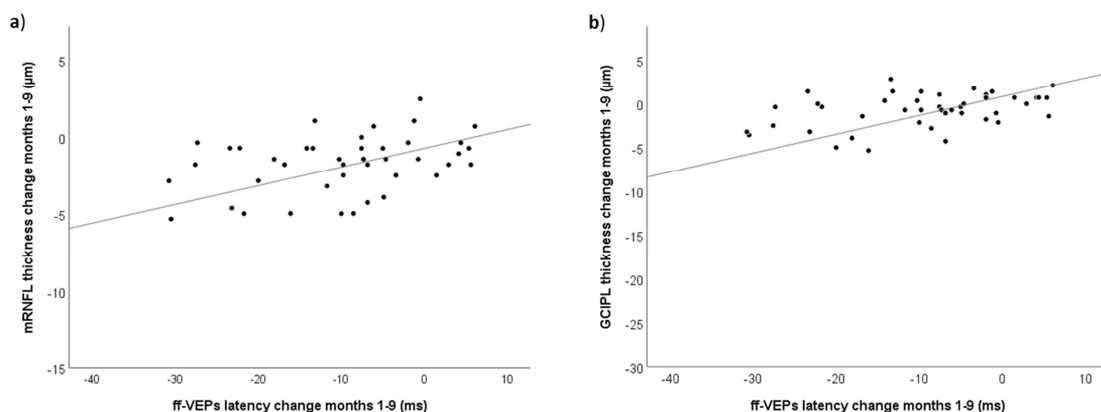 a)
mRNFL thickness change months 1-9 (µm)
5
0
-5
-10
-15
-40 -30 -20 -10 0 10
ff-VEPs latency change months 1-9 (ms)
b)
GCIPL thickness change months 1-9 (µm)
5
0
-5
-10
-15
-20
-25
-30
-40 -30 -20 -10 0 10
ff-VEPs latency change months 1-9 (ms)